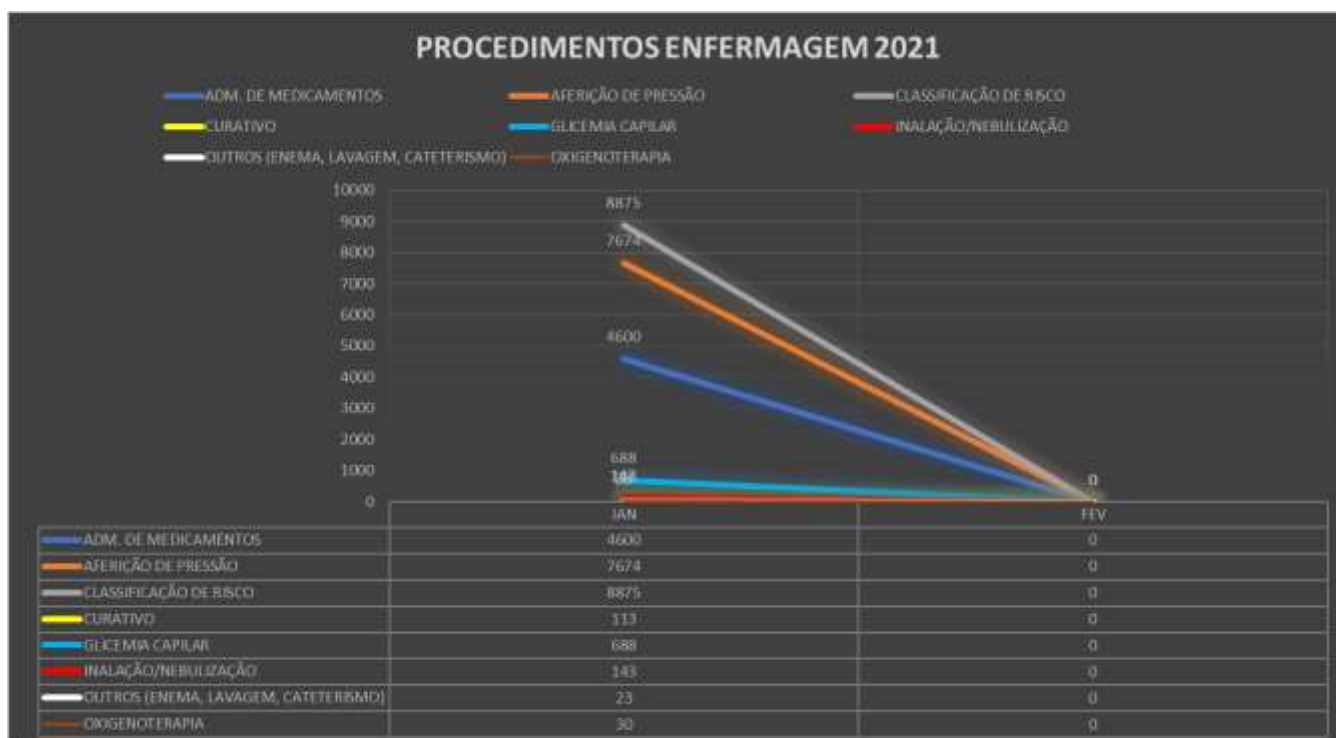 PROCEDIMENTOS ENFERMAGEM 2021
ADM. DE MEDICAMENTOS AFERIÇÃO DE PRESSÃO CLASSIFICAÇÃO DE RISCO
CURATIVO GLICEMIA CAPILAR INALAÇÃO/NEBULIZAÇÃO
OUTROS (ENEMA, LAVAGEM, CATETERISMO) OXIGENOTERAPIA
10000
9000
8000
7000
6000
5000
4000
3000
2000
1000
0
8875
7674
4600
688
0
JAN FEV
ADM. DE MEDICAMENTOS 4600 0
AFERIÇÃO DE PRESSÃO 7674 0
CLASSIFICAÇÃO DE RISCO 8875 0
CURATIVO 113 0
GLICEMIA CAPILAR 688 0
INALAÇÃO/NEBULIZAÇÃO 143 0
OUTROS (ENEMA, LAVAGEM, CATETERISMO) 23 0
OXIGENOTERAPIA 30 0